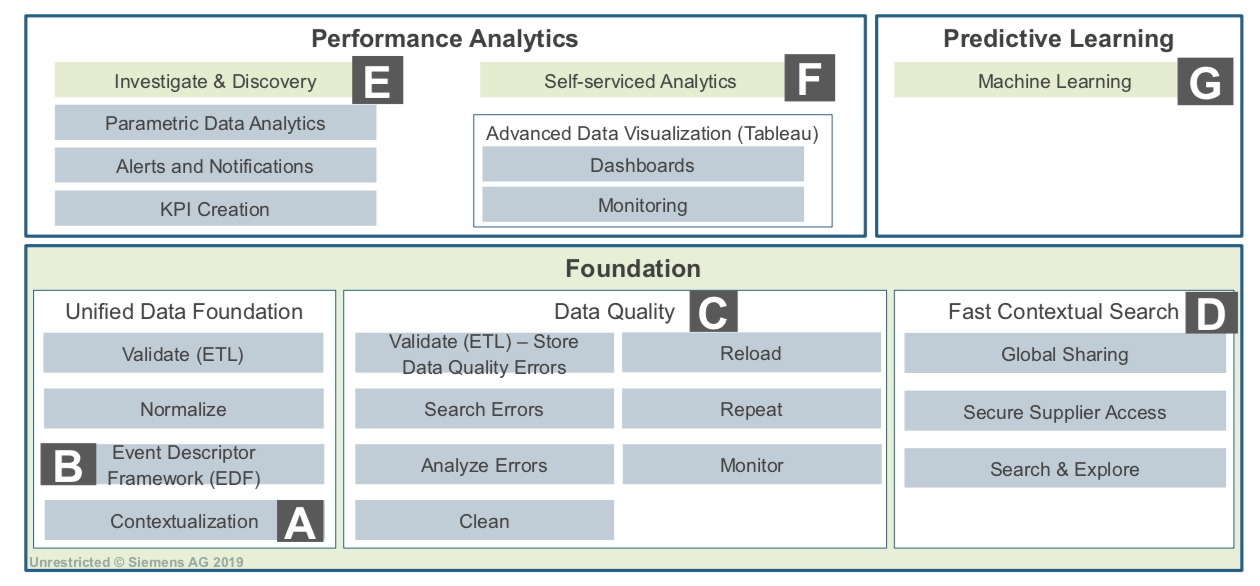 Performance Analytics
Investigate & Discovery
E
Parametric Data Analytics
Alerts and Notifications
KPI Creation
Self-serviced Analytics
F
Advanced Data Visualization (Tableau)
Dashboards
Monitoring
Predictive Learning
Machine Learning
G
Foundation
Unified Data Foundation
Validate (ETL)
Normalize
B
Event Descriptor
Framework (EDF)
Contextualization
A
Data Quality
C
Validate (ETL) – Store
Data Quality Errors
Search Errors
Analyze Errors
Clean
Reload
Repeat
Monitor
Fast Contextual Search
D
Global Sharing
Secure Supplier Access
Search & Explore
Unrestricted © Siemens AG 2019